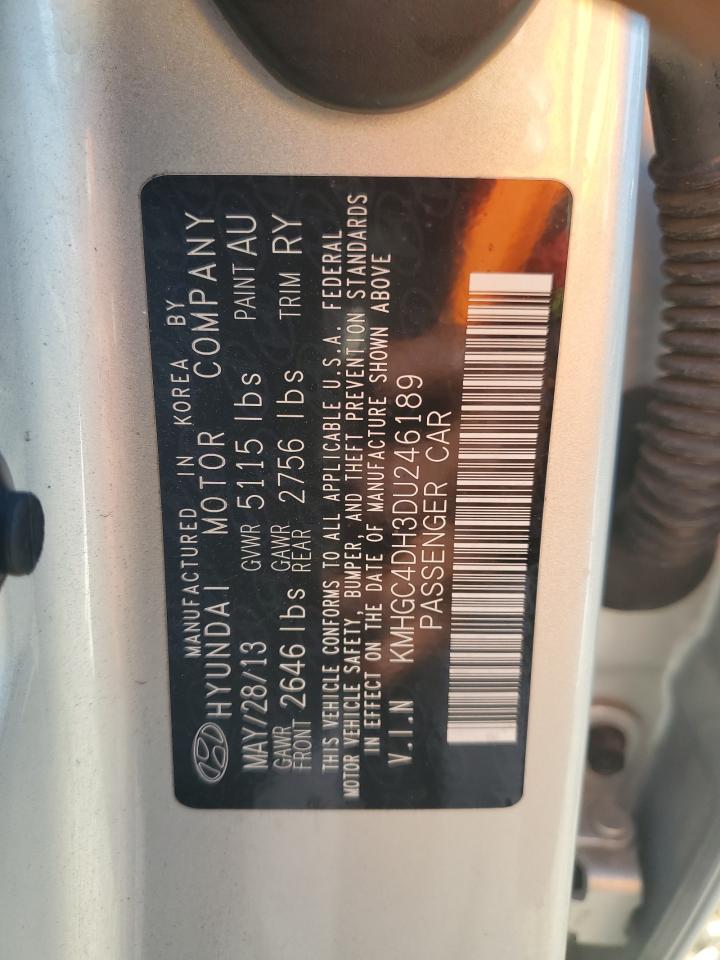 MANUFACTURED IN KOREA BY
HYUNDAI MOTOR COMPANY
MAY/28/13 GVWR 5115 lbs PAINT AU
GAWR FRONT 2646 lbs GAWR REAR 2756 lbs TRIM RY
THIS VEHICLE CONFORMS TO ALL APPLICABLE U.S.A. FEDERAL
MOTOR VEHICLE SAFETY, BUMPER, AND THEFT PREVENTION STANDARDS
IN EFFECT ON THE DATE OF MANUFACTURE SHOWN ABOVE
V.I.N KMHGC4DH3DU246189
PASSENGER CAR